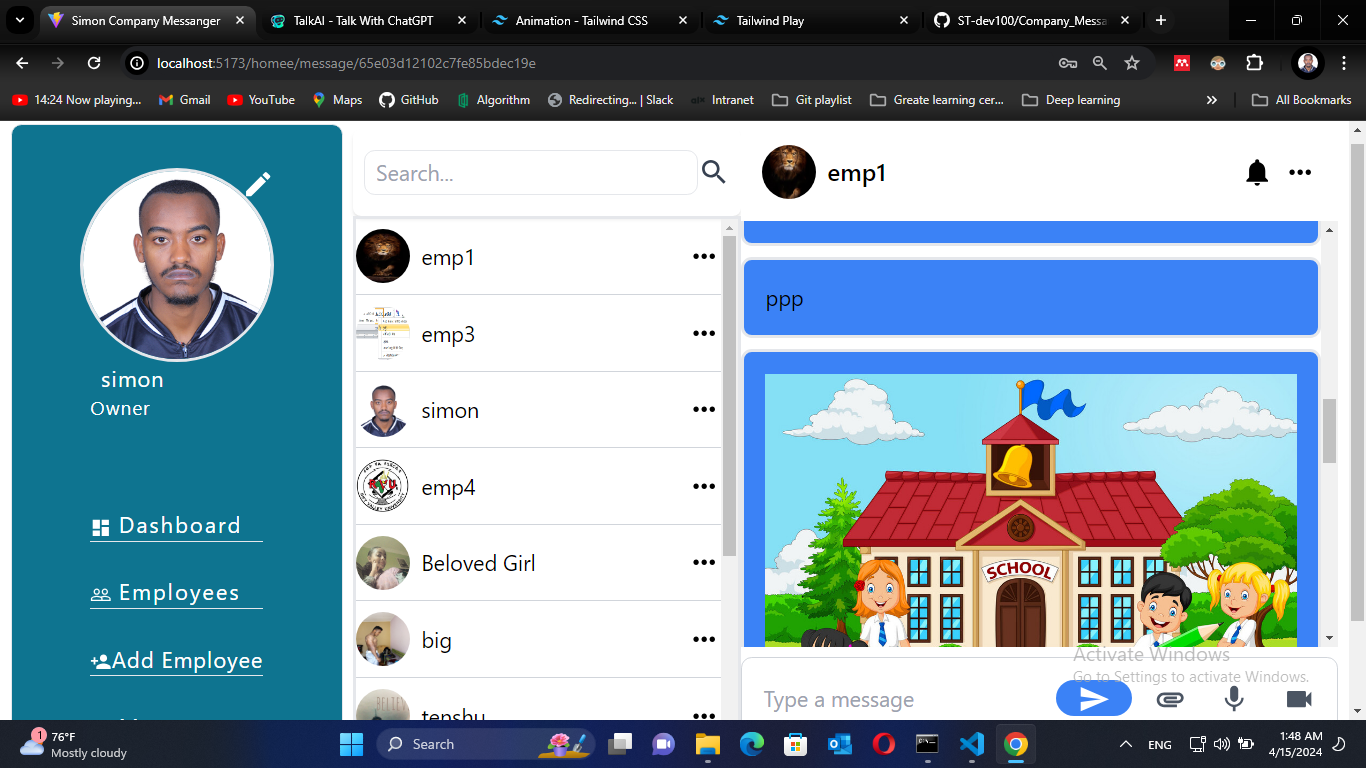 Simon Company Messanger
TalkAI - Talk With ChatGPT
Animation - Tailwind CSS
Tailwind Play
ST-dev100/Company_Messa
localhost:5173/homee/message/65e03d12102c7fe85bdec19e
14:24 Now playing...
Gmail
YouTube
Maps
GitHub
Algorithm
Redirecting... | Slack
Intranet
Git playlist
Greate learning cer...
Deep learning
All Bookmarks
simon
Owner
Dashboard
Employees
Add Employee
Search...
emp1
emp3
simon
emp4
Beloved Girl
big
tenshu
emp1
ppp
SCHOOL
Type a message
Activate Windows
Go to Settings to activate Windows.
1
76°F
Mostly cloudy
Search
ENG
1:48 AM
4/15/2024